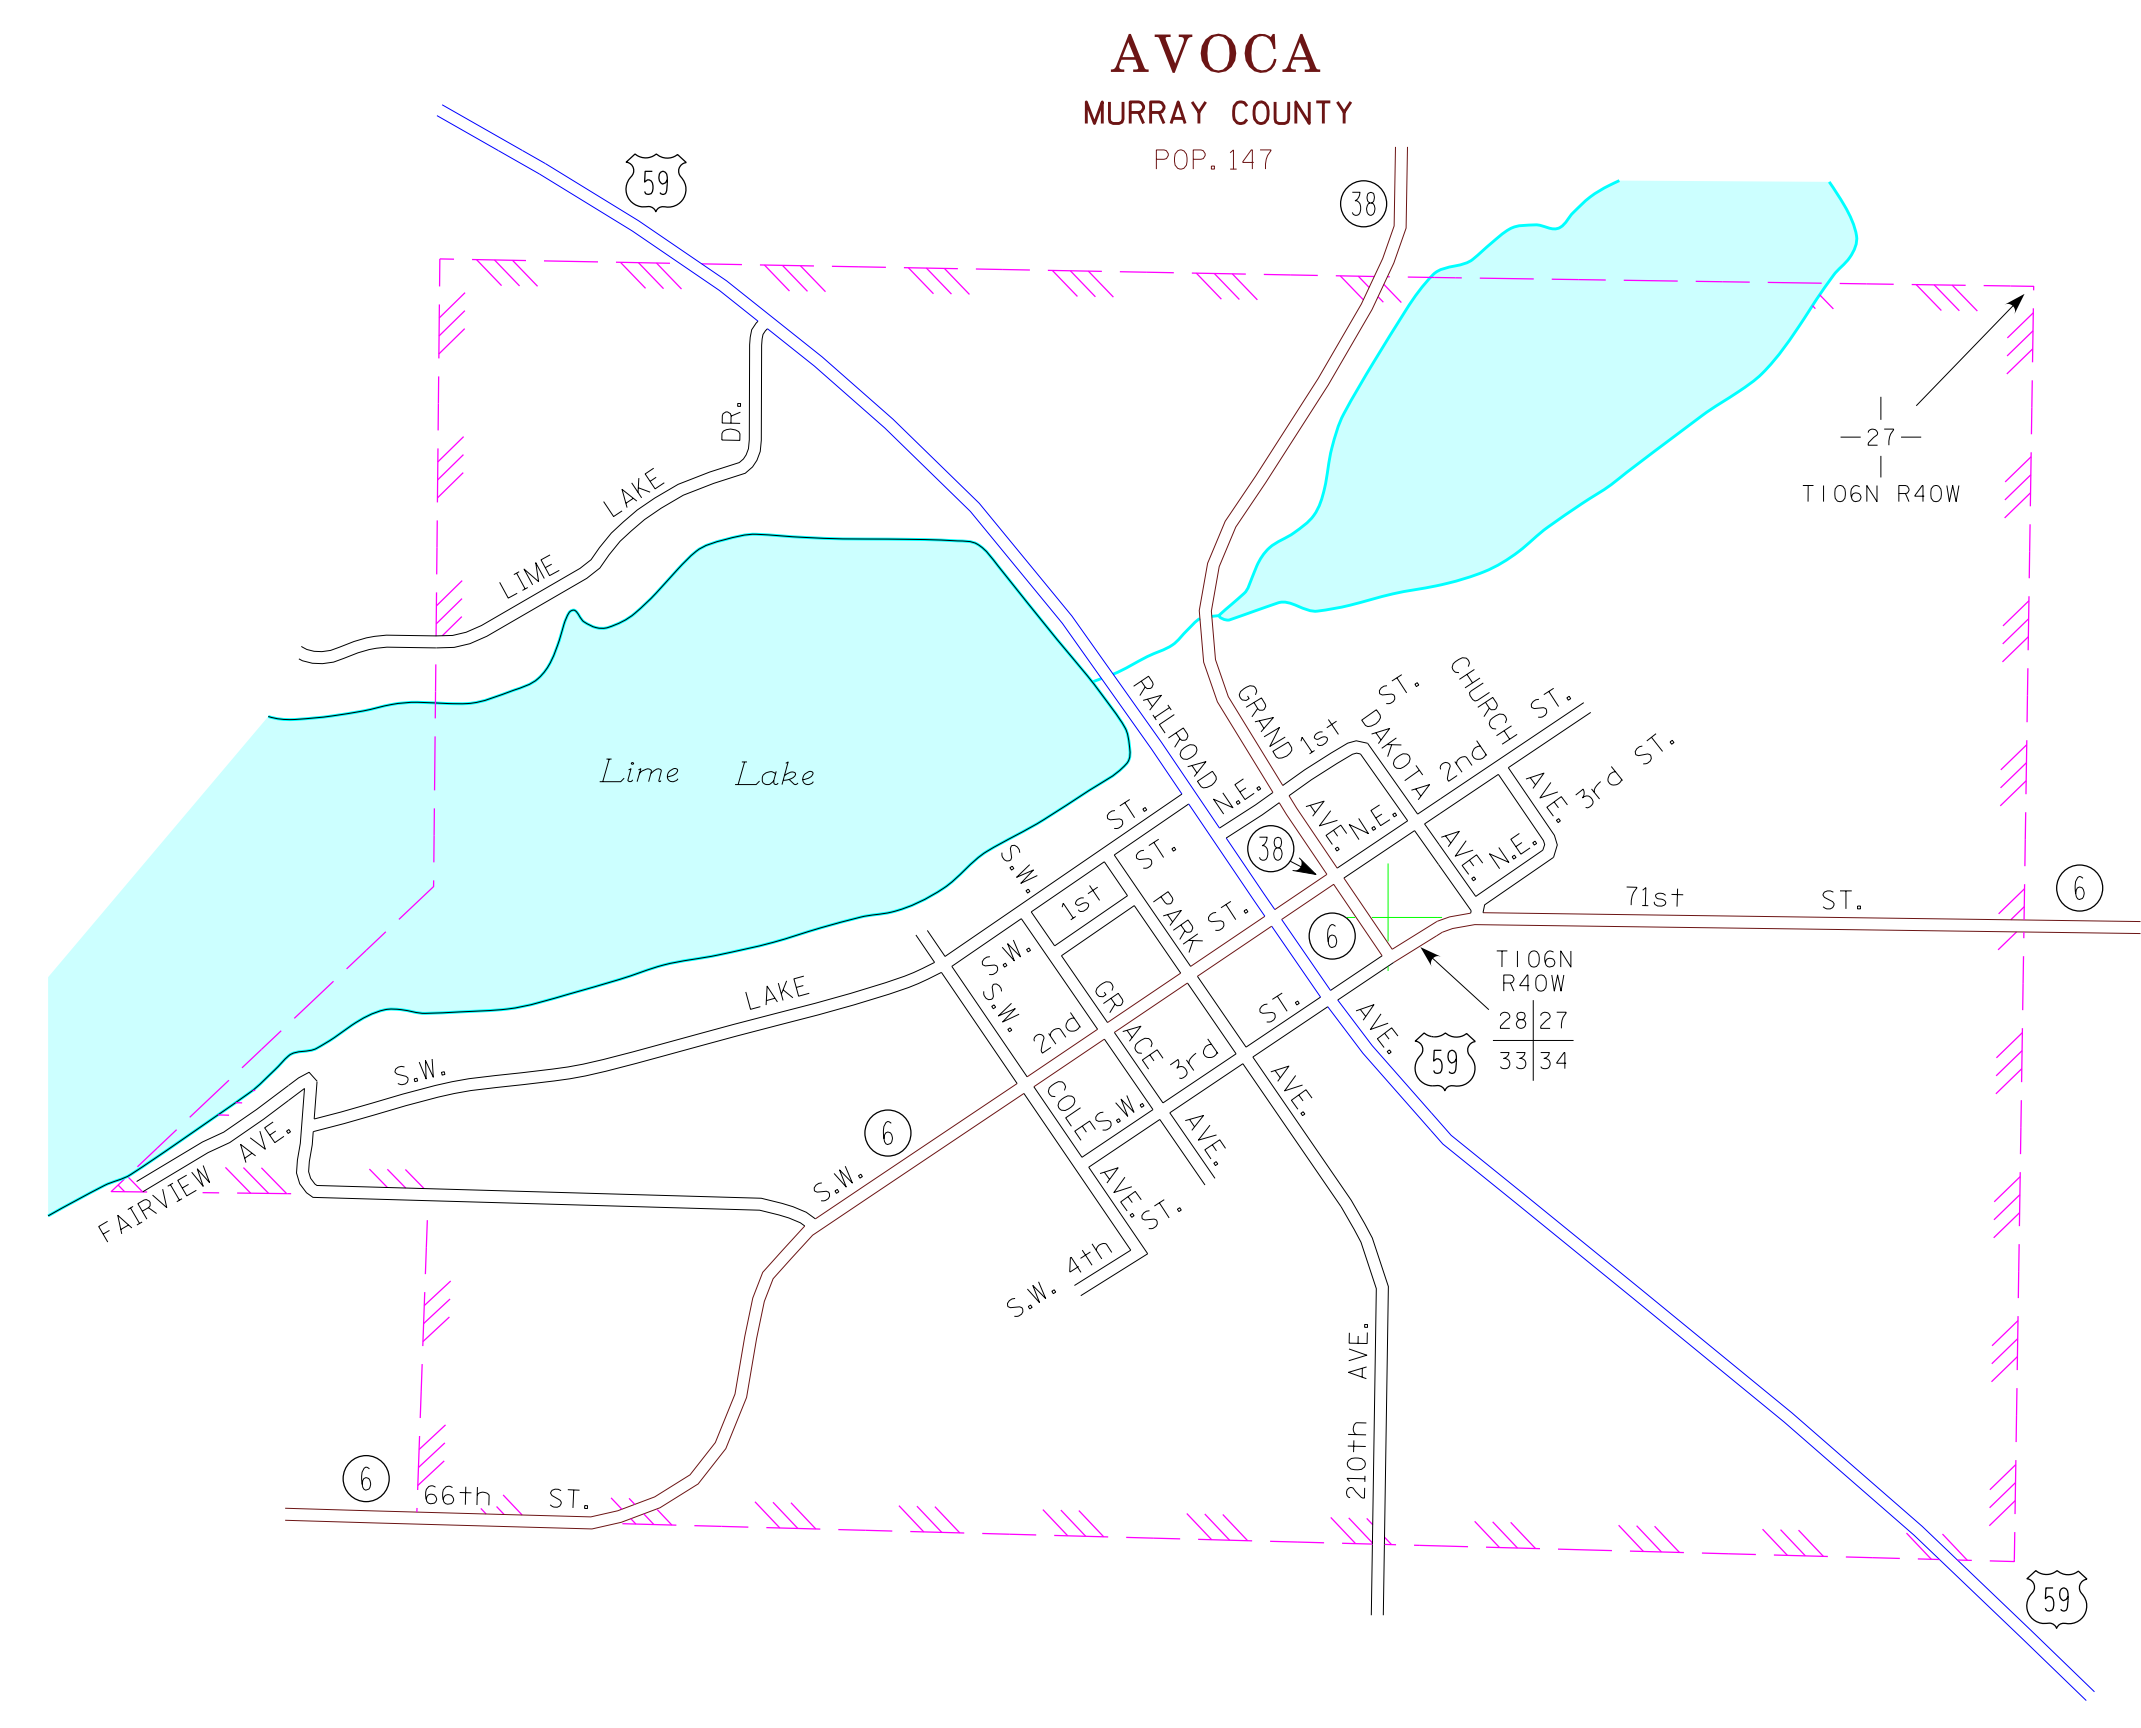 AVOCA
MURRAY COUNTY
POP. 147
59
38
LIME LAKE DR.
27
T106N R40W
Lime Lake
RAILROAD AVE.
GRAND AVE.
DAKOTA AVE.
CHURCH AVE.
N.E. 1st ST.
N.E. 2nd ST.
N.E. 3rd ST.
38
6
71st ST.
6
S.W. LAKE ST.
S.W. 1st ST.
S.W. 2nd ST.
S.W. 3rd ST.
S.W. 4th ST.
PARK AVE.
S.W. GRACE AVE.
S.W. COLE AVE.
T106N
R40W
28 27
33 34
59
6
FAIRVIEW AVE.
210th AVE.
6
66th ST.
59